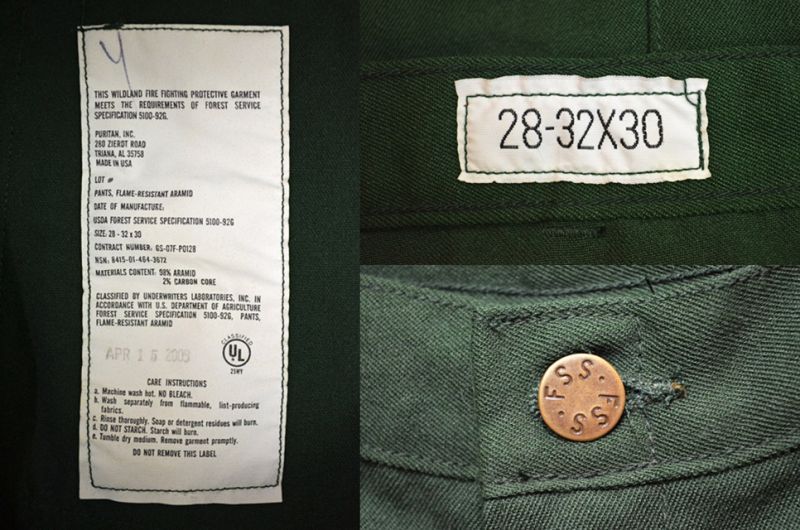 Y
THIS WILDLAND FIRE FIGHTING PROTECTIVE GARMENT
MEETS THE REQUIREMENTS OF FOREST SERVICE
SPECIFICATION 5100-92G.
PURITAN, INC.
280 ZIERDT ROAD
TRIANA, AL 35758
MADE IN USA
LOT #
PANTS, FLAME-RESISTANT ARAMID
DATE OF MANUFACTURE:
USDA FOREST SERVICE SPECIFICATION 5100-92G
SIZE: 28 - 32 x 30
CONTRACT NUMBER: GS-07F-P0128
NSN: 8415-01-464-3672
MATERIALS CONTENT: 98% ARAMID
2% CARBON CORE
CLASSIFIED BY UNDERWRITERS LABORATORIES, INC. IN
ACCORDANCE WITH U.S. DEPARTMENT OF AGRICULTURE
FOREST SERVICE SPECIFICATION 5100-92G, PANTS,
FLAME-RESISTANT ARAMID
CLASSIFIED
UL
25WY
APR 15 2009
CARE INSTRUCTIONS
a. Machine wash hot. NO BLEACH.
b. Wash separately from flammable, lint-producing
fabrics.
c. Rinse thoroughly. Soap or detergent residues will burn.
d. DO NOT STARCH. Starch will burn.
e. Tumble dry medium. Remove garment promptly.
DO NOT REMOVE THIS LABEL
28-32X30
FSS. FSS.